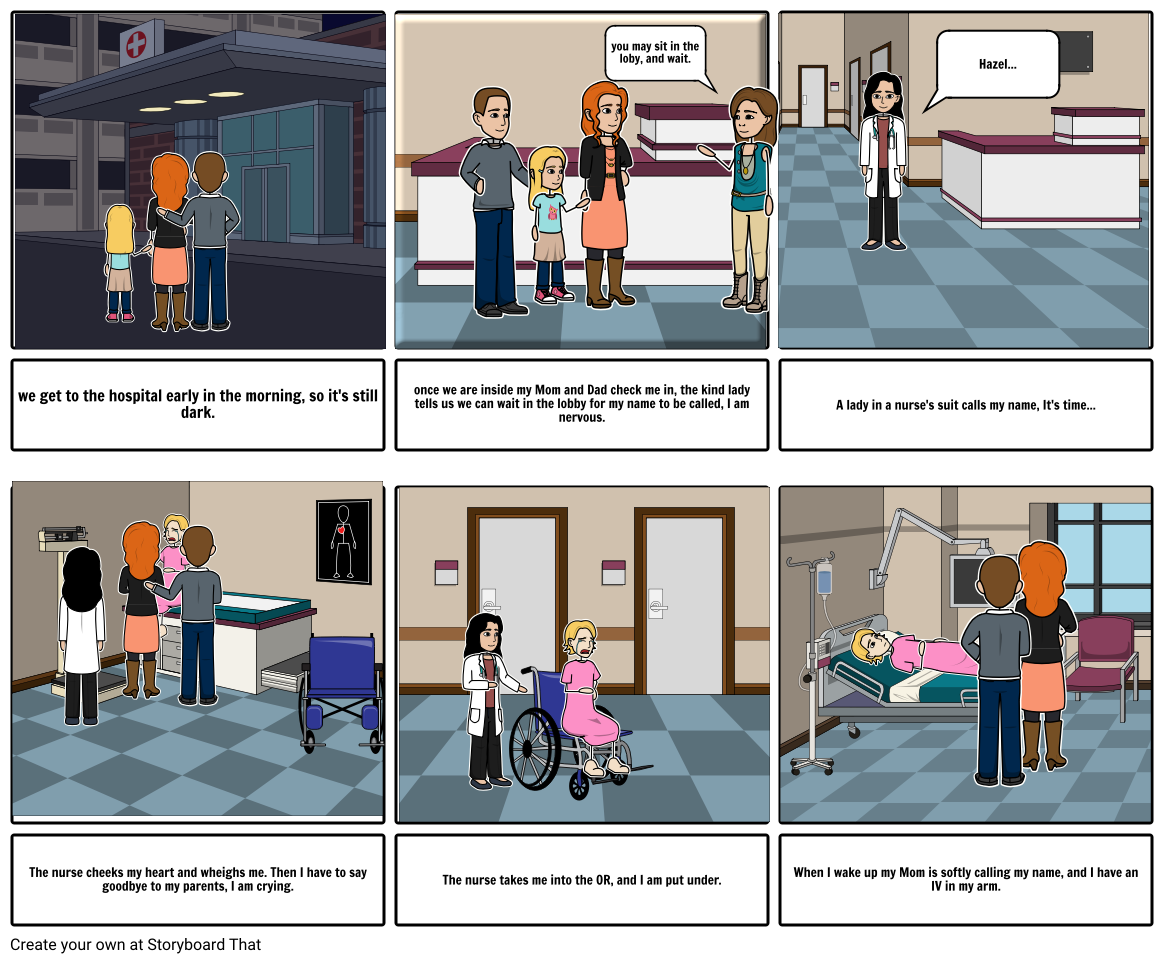 you may sit in the
loby, and wait.
Hazel...
we get to the hospital early in the morning, so it's still
dark.
once we are inside my Mom and Dad check me in, the kind lady
tells us we can wait in the lobby for my name to be called, I am
nervous.
A lady in a nurse's suit calls my name, It's time...
The nurse cheeks my heart and wheighs me. Then I have to say
goodbye to my parents, I am crying.
The nurse takes me into the OR, and I am put under.
When I wake up my Mom is softly calling my name, and I have an
IV in my arm.
Create your own at Storyboard That